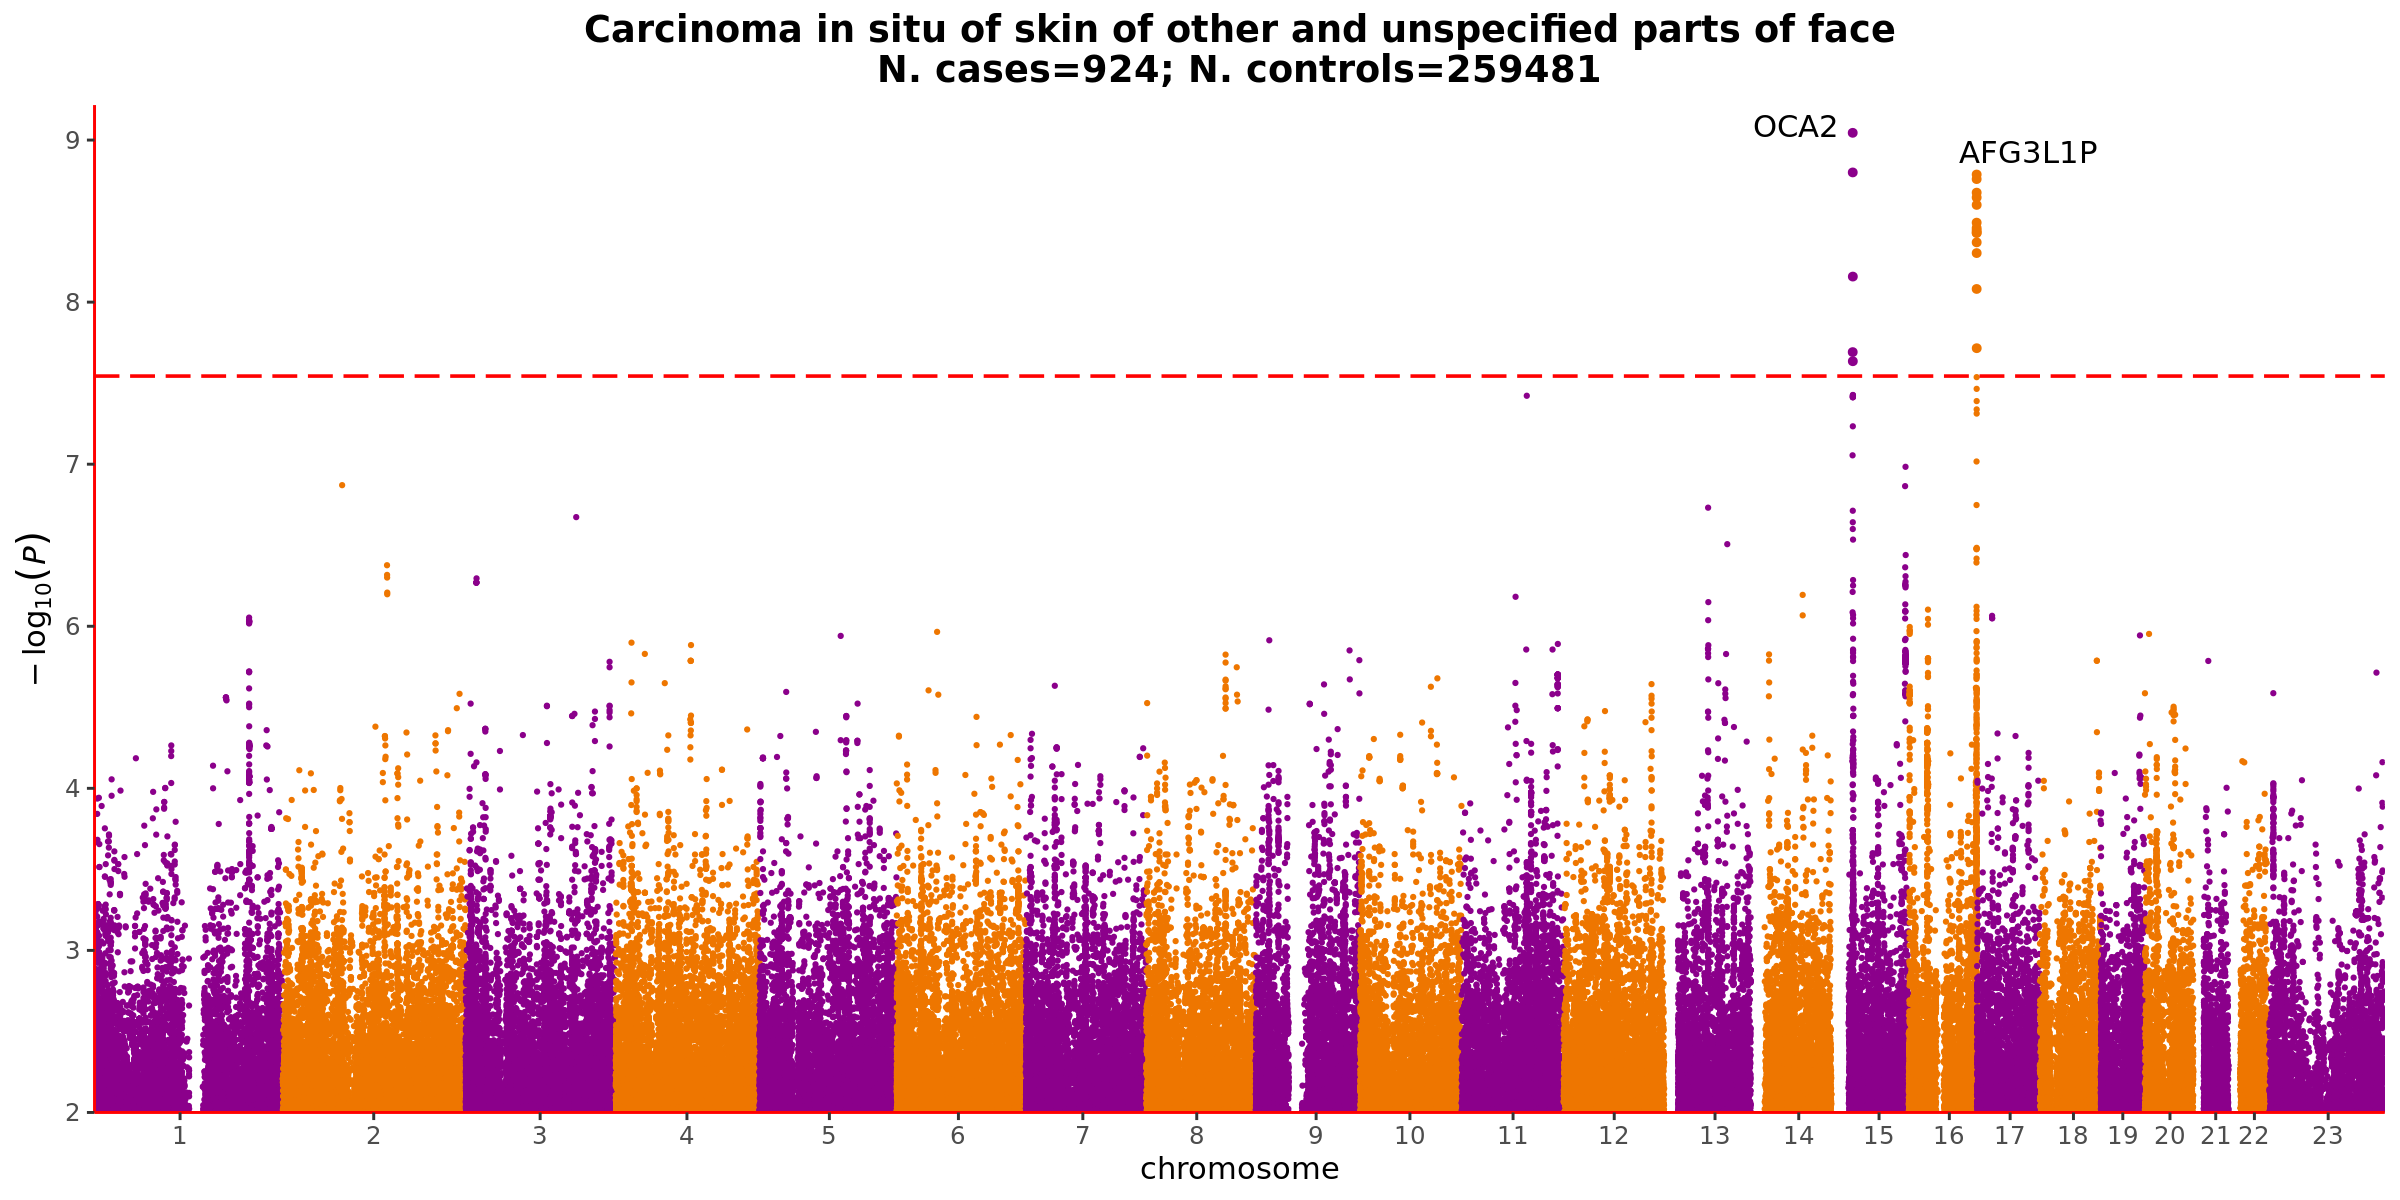 Carcinoma in situ of skin of other and unspecified parts of face
N. cases=924; N. controls=259481
OCA2
AFG3L1P
9
8
7
6
5
4
3
2
−log10(P)
1 2 3 4 5 6 7 8 9 10 11 12 13 14 15 16 17 18 19 20 21 22 23
chromosome